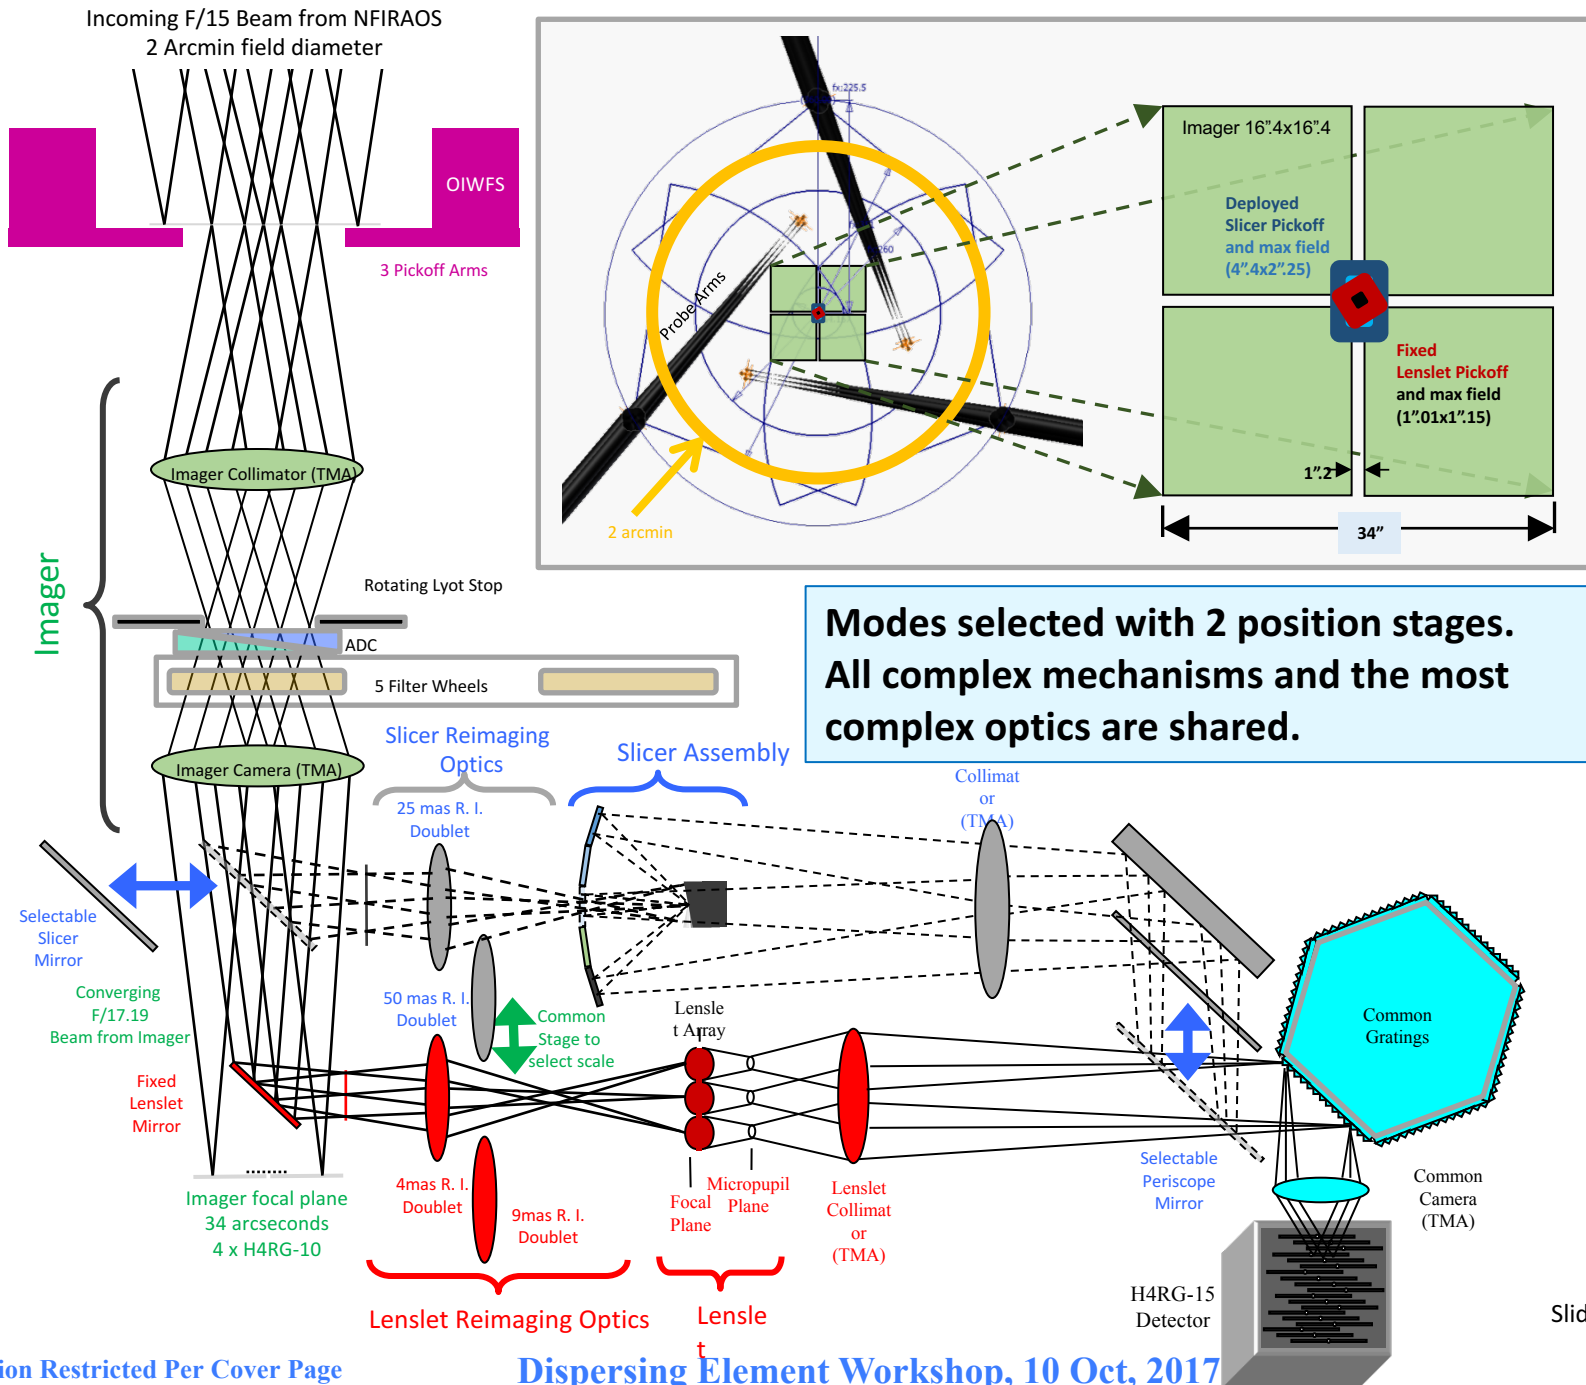 Incoming F/15 Beam from NFIRAOS
2 Arcmin field diameter
OIWFS
3 Pickoff Arms
Imager Collimator (TMA)
Imager
Rotating Lyot Stop
ADC
5 Filter Wheels
Imager Camera (TMA)
fx:225.5
260
Probe Arms
2 arcmin
Imager 16”.4x16”.4
Deployed
Slicer Pickoff
and max field
(4”.4x2”.25)
Fixed
Lenslet Pickoff
and max field
(1”.01x1”.15)
1”.2
34”
Modes selected with 2 position stages.
All complex mechanisms and the most
complex optics are shared.
Slicer Reimaging
Optics
Slicer Assembly
25 mas R. I.
Doublet
Collimat
or
(TMA)
Selectable
Slicer
Mirror
Converging
F/17.19
Beam from Imager
50 mas R. I.
Doublet
Common
Stage to
select scale
Lensle
t Array
Common
Gratings
Fixed
Lenslet
Mirror
4mas R. I.
Doublet
9mas R. I.
Doublet
Focal
Plane
Micropupil
Plane
Lenslet
Collimat
or
(TMA)
Selectable
Periscope
Mirror
Common
Camera
(TMA)
Imager focal plane
34 arcseconds
4 x H4RG-10
Lenslet Reimaging Optics
Lensle
t
H4RG-15
Detector
Slid
ion Restricted Per Cover Page
Dispersing Element Workshop, 10 Oct, 2017